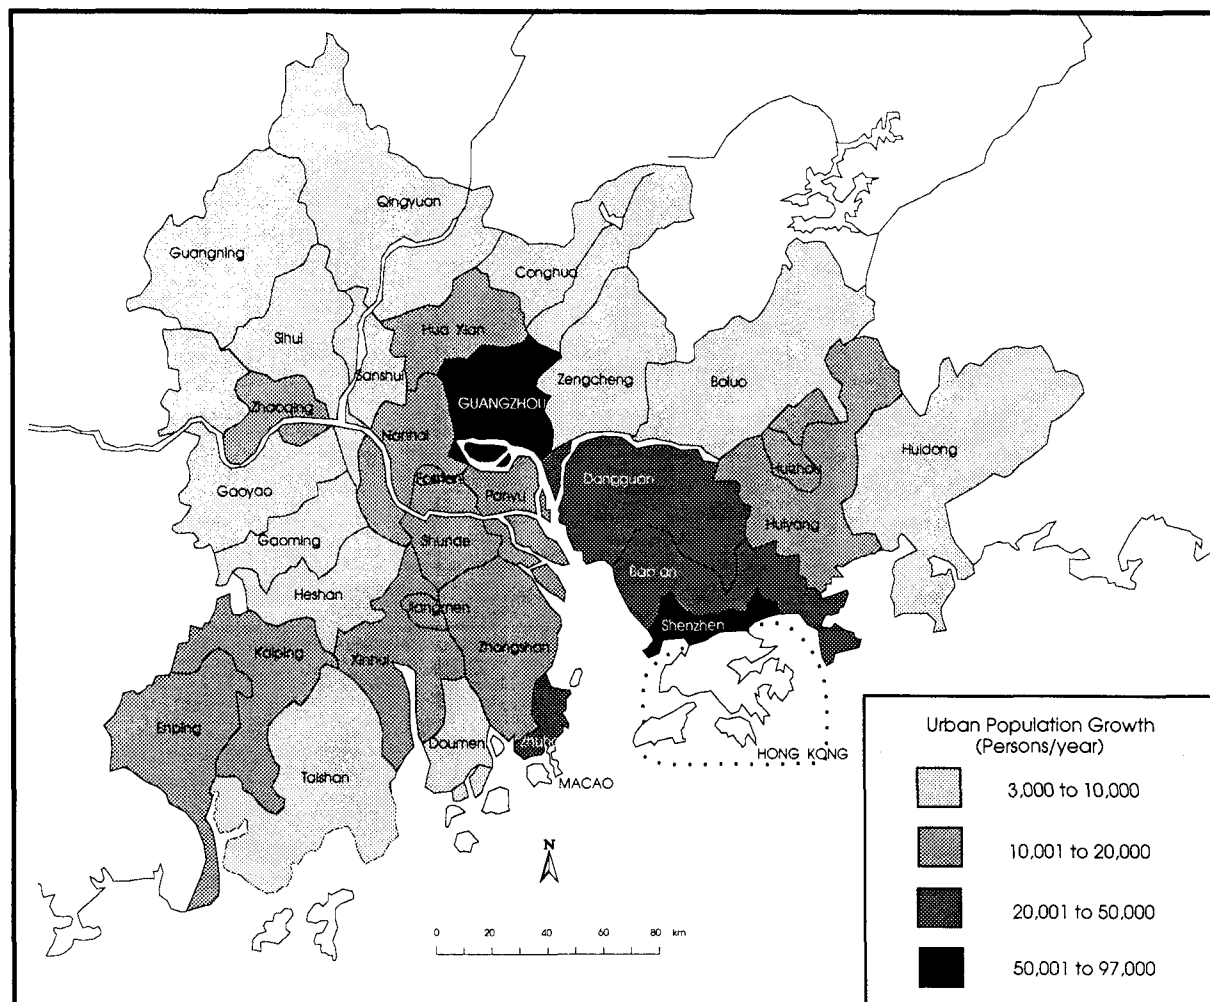 Qingyuan
Guangning
Conghua
Hua Xian
Sihui
Sanshui
Zengcheng
Boluo
GUANGZHOU
Zhaoqing
Nanhai
Huidong
Huizhou
Dongguan
Gaoyao
Panyu
Huiyang
Gaoming
Shunde
Bao'an
Heshan
Jiangmen
Shenzhen
Zhongshan
Kaiping
Xinhui
Enping
Doumen
Taishan
HONG KONG
MACAO
N
0 20 40 60 80 km
Urban Population Growth
(Persons/year)
3,000 to 10,000
10,001 to 20,000
20,001 to 50,000
50,001 to 97,000